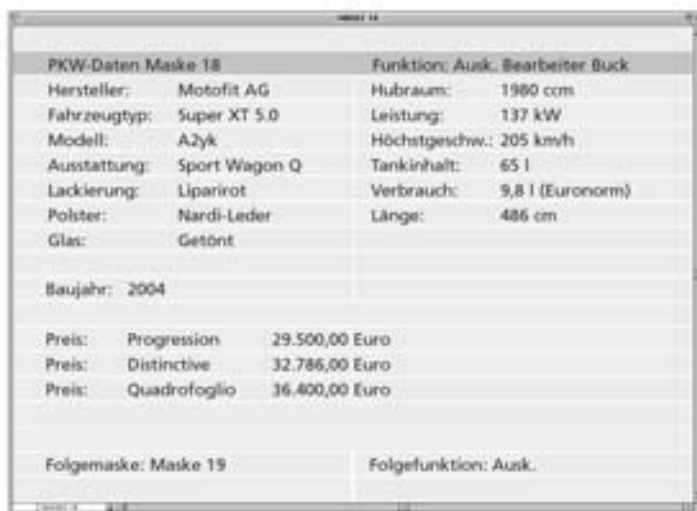 PKW-Daten Maske 18 Funktion: Ausk. Bearbeiter Buck
Hersteller: Motofit AG Hubraum: 1980 ccm
Fahrzeugtyp: Super XT 5.0 Leistung: 137 kW
Modell: A2yk Höchstgeschw.: 205 km/h
Ausstattung: Sport Wagon Q Tankinhalt: 65 l
Lackierung: Liparirot Verbrauch: 9,8 l (Euronorm)
Polster: Nardi-Leder Länge: 486 cm
Glas: Getönt
Baujahr: 2004
Preis: Progression 29.500,00 Euro
Preis: Distinctive 32.786,00 Euro
Preis: Quadrofoglio 36.400,00 Euro
Folgemaske: Maske 19 Folgefunktion: Ausk.